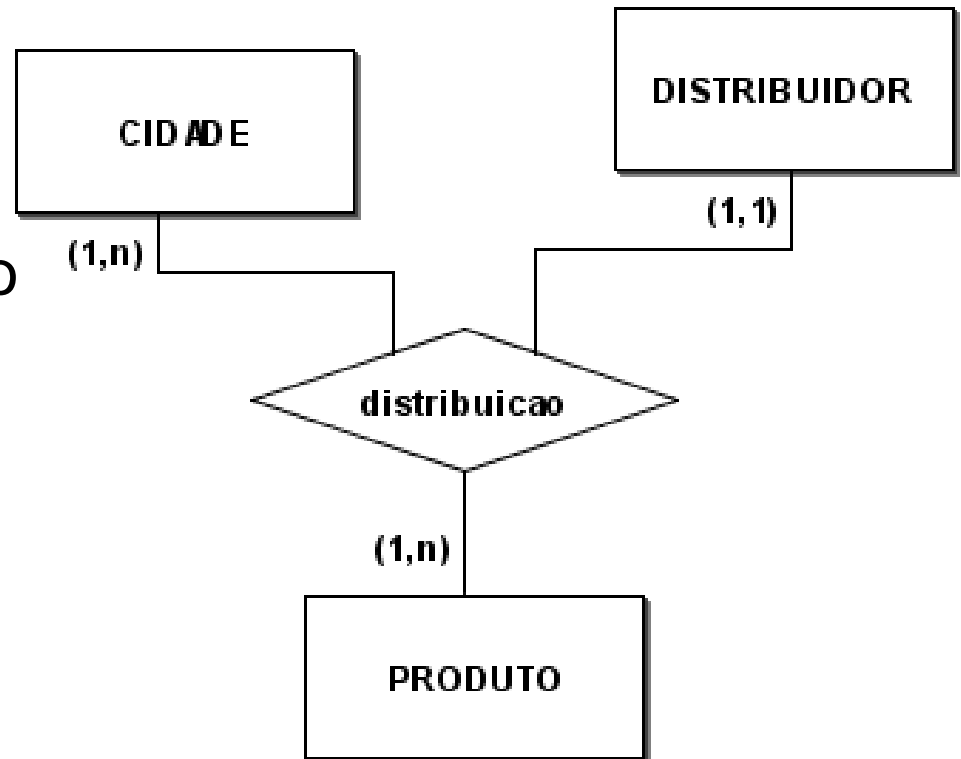 DISTRIBUIDOR
CIDADE
(1,1)
(1,n)
o
distribuicao
(1,n)
PRODUTO